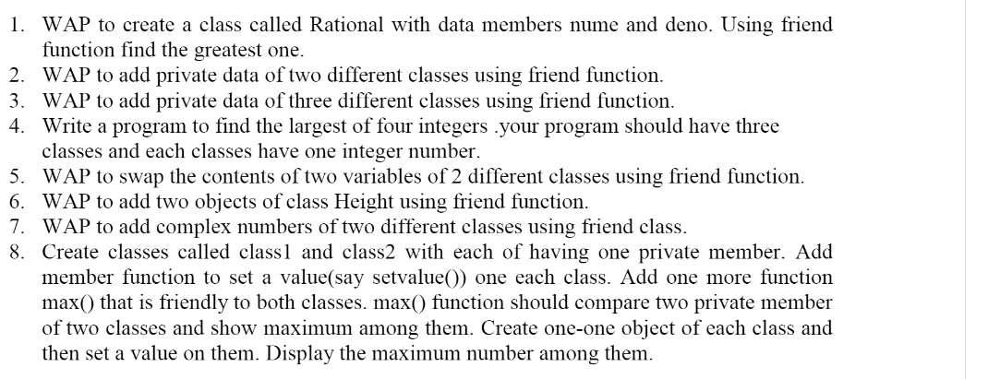 1. WAP to create a class called Rational with data members nume and deno. Using friend
function find the greatest one.
2. WAP to add private data of two different classes using friend function.
3. WAP to add private data of three different classes using friend function.
4. Write a program to find the largest of four integers .your program should have three
classes and each classes have one integer number.
5. WAP to swap the contents of two variables of 2 different classes using friend function.
6. WAP to add two objects of class Height using friend function.
7. WAP to add complex numbers of two different classes using friend class.
8. Create classes called class1 and class2 with each of having one private member. Add
member function to set a value(say setvalue()) one each class. Add one more function
max() that is friendly to both classes. max() function should compare two private member
of two classes and show maximum among them. Create one-one object of each class and
then set a value on them. Display the maximum number among them.